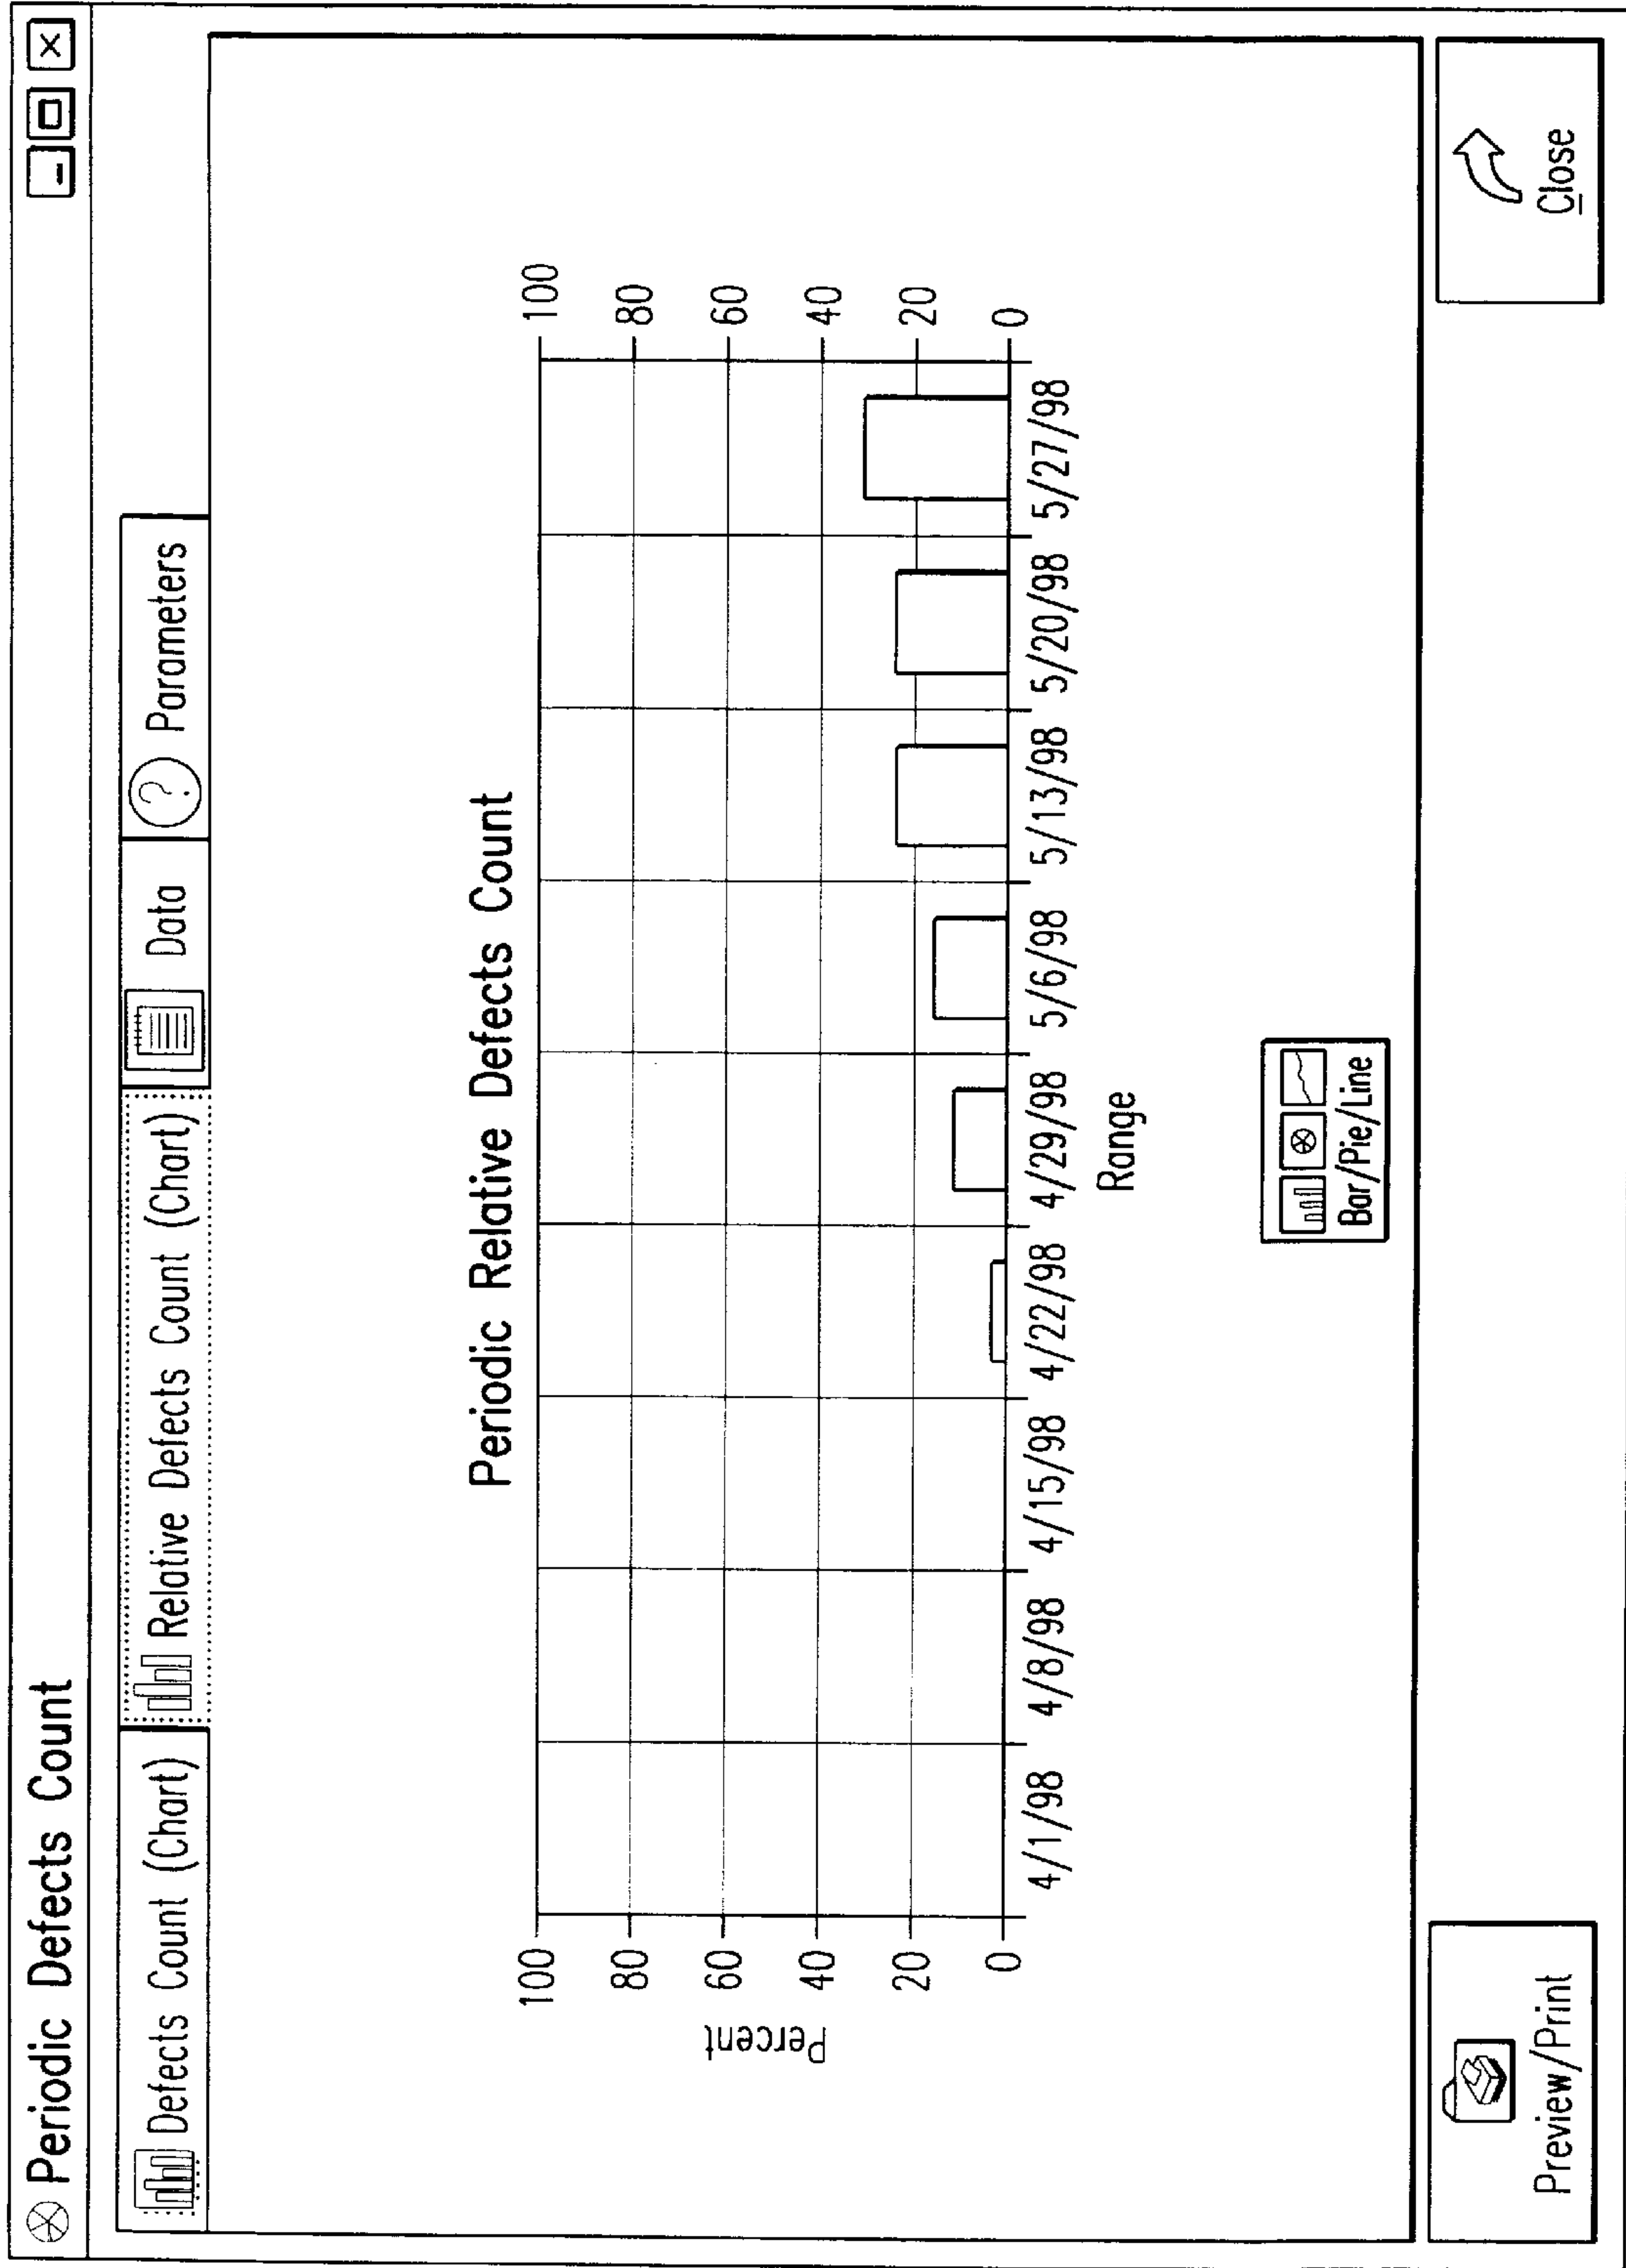 Periodic Defects Count
Defects Count (Chart)
Relative Defects Count (Chart)
Data
? Parameters
Periodic Relative Defects Count
Percent
100
80
60
40
20
0
100
80
60
40
20
0
4/1/98 4/8/98 4/15/98 4/22/98 4/29/98 5/6/98 5/13/98 5/20/98 5/27/98
Range
Bar/Pie/Line
Preview/Print
Close